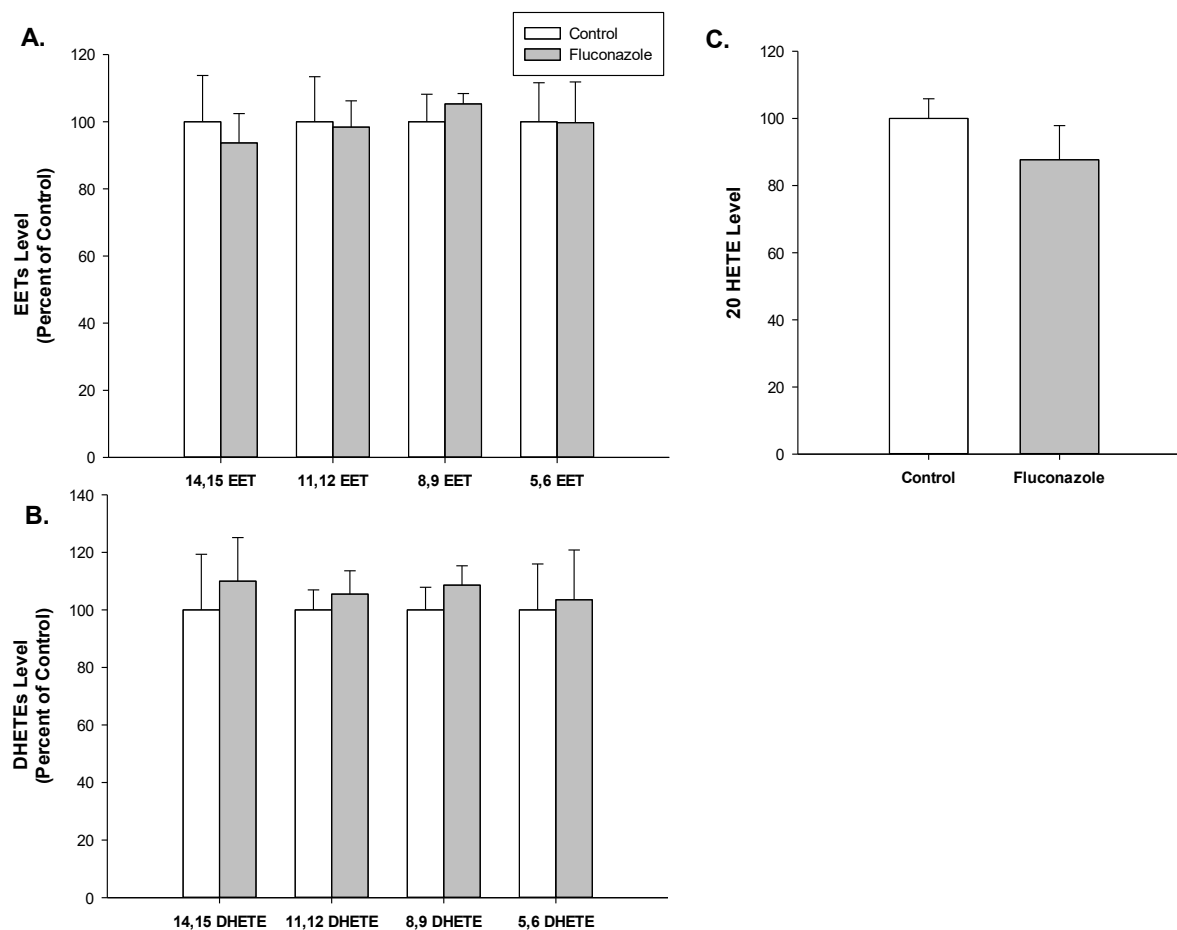 A.
Control
Fluconazole
EETs Level
(Percent of Control)
120
100
80
60
40
20
0
14,15 EET 11,12 EET 8,9 EET 5,6 EET
B.
DHETEs Level
(Percent of Control)
140
120
100
80
60
40
20
0
14,15 DHETE 11,12 DHETE 8,9 DHETE 5,6 DHETE
C.
20 HETE Level
120
100
80
60
40
20
0
Control Fluconazole